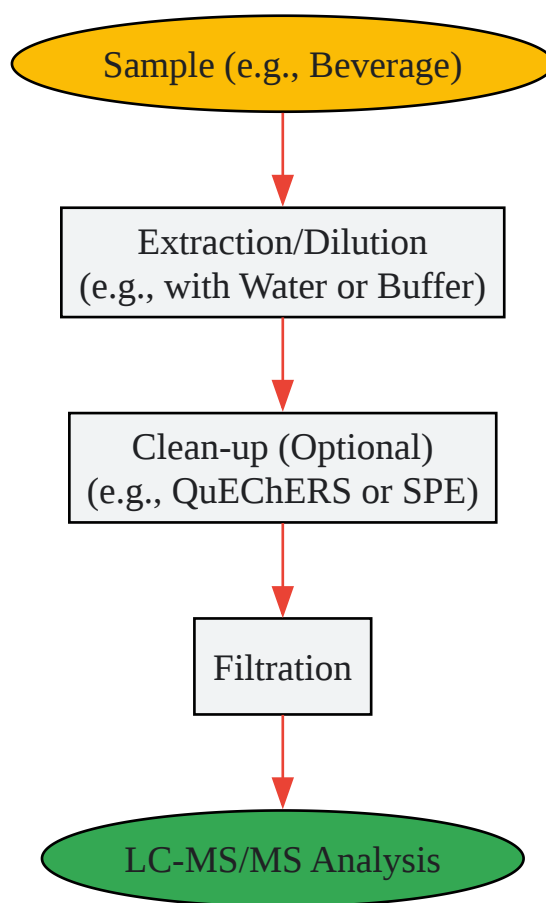 Sample (e.g., Beverage)
Extraction/Dilution
(e.g., with Water or Buffer)
Clean-up (Optional)
(e.g., QuEChERS or SPE)
Filtration
LC-MS/MS Analysis